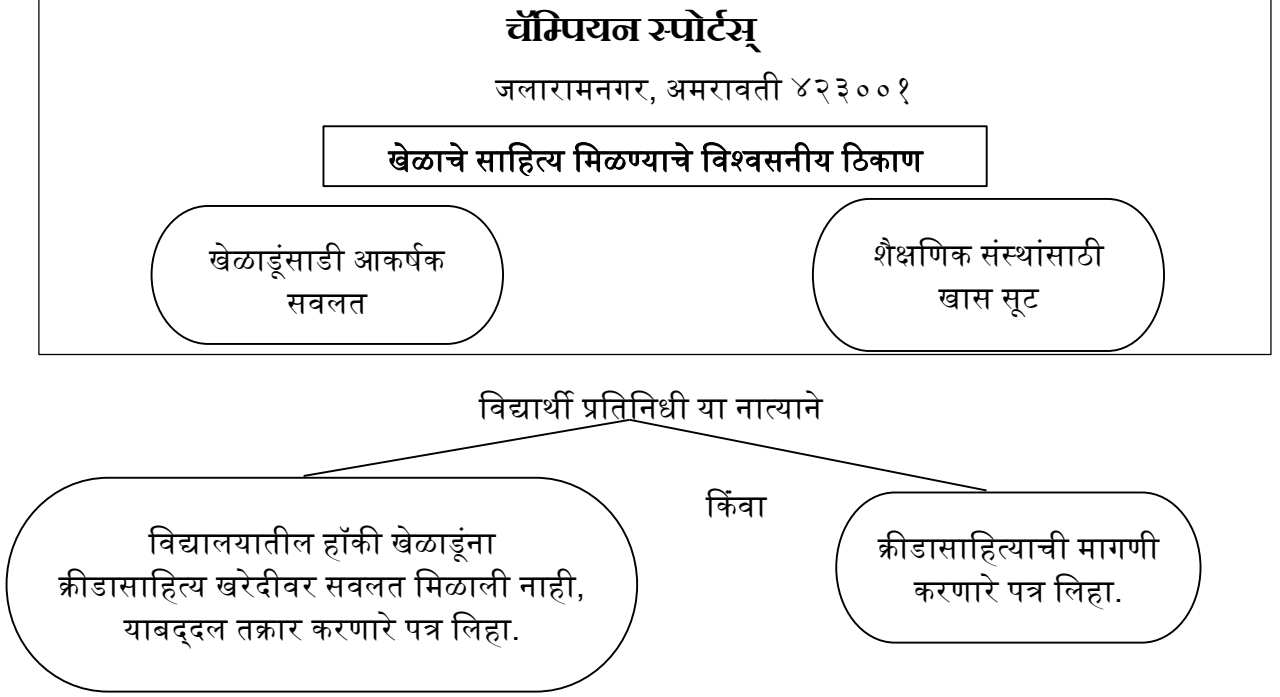 चॅम्पियन स्पोर्टस्
जलारामनगर, अमरावती ४२३००१
खेळाचे साहित्य मिळण्याचे विश्वसनीय ठिकाण
खेळाडूंसाडी आकर्षक
सवलत
शैक्षणिक संस्थांसाठी
खास सूट
विद्यार्थी प्रतिनिधी या नात्याने
विद्यालयातील हॉकी खेळाडूंना
क्रीडासाहित्य खरेदीवर सवलत मिळाली नाही,
याबद्‌दल तक्रार करणारे पत्र लिहा.
किंवा
क्रीडासाहित्याची मागणी
करणारे पत्र लिहा.